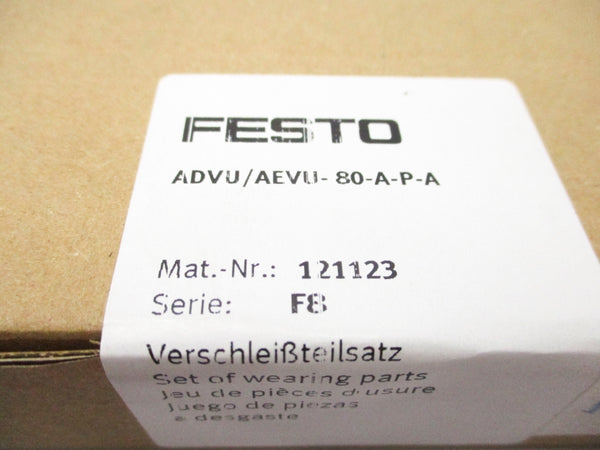 FESTO
ADVU/AEVU- 80-A-P-A
Mat.-Nr.: 121123
Serie: F8
Verschleißteilsatz
Set of wearing parts
Jeu de pièces d'usure
Juego de piezas
a desgaste